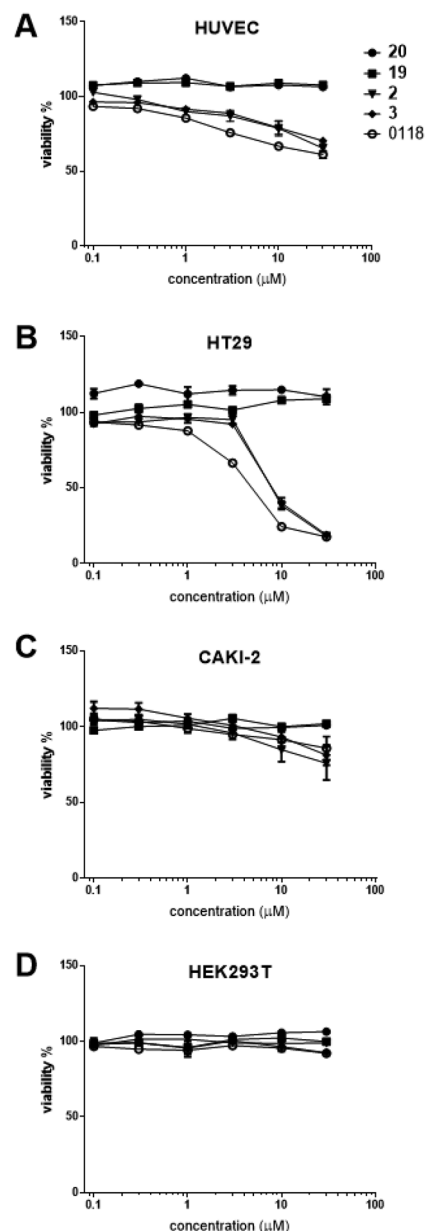 A
HUVEC
150
100
50
0
viability %
0.1
1
10
100
concentration (μM)
20
19
2
3
0118
B
HT29
150
100
50
0
viability %
0.1
1
10
100
concentration (μM)
C
CAKI-2
150
100
50
0
viability %
0.1
1
10
100
concentration (μM)
D
HEK293T
150
100
50
0
viability %
0.1
1
10
100
concentration (μM)